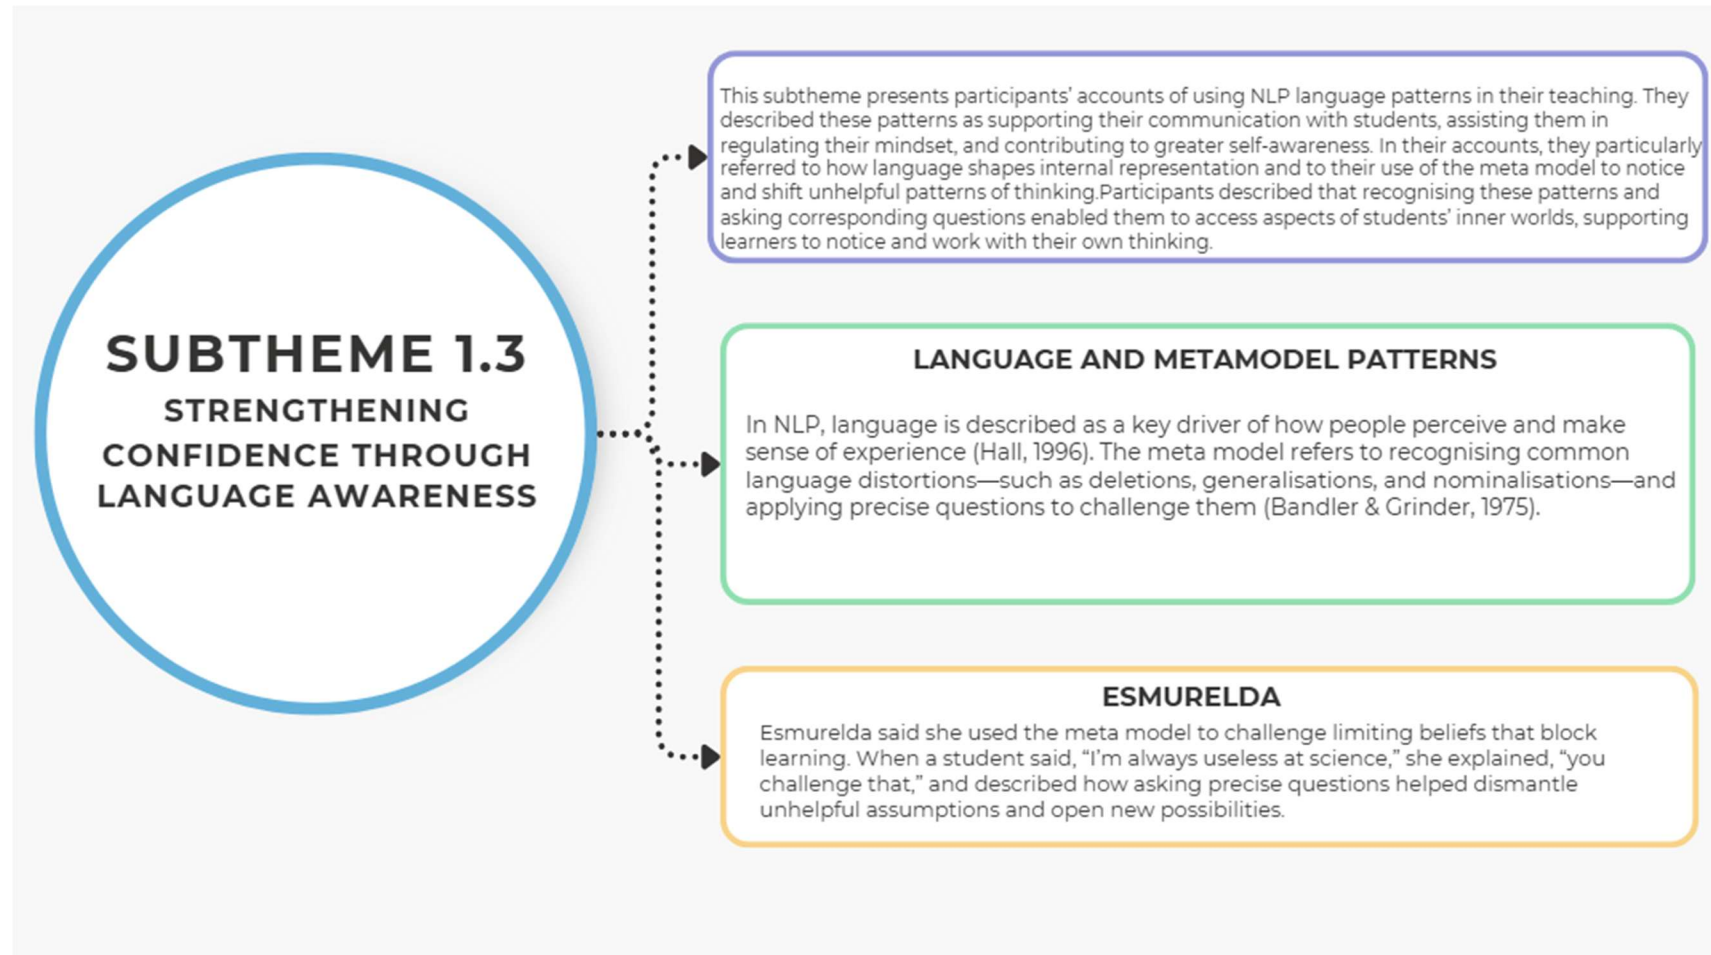 SUBTHEME 1.3
STRENGTHENING
CONFIDENCE THROUGH
LANGUAGE AWARENESS
This subtheme presents participants’ accounts of using NLP language patterns in their teaching. They
described these patterns as supporting their communication with students, assisting them in
regulating their mindset, and contributing to greater self-awareness. In their accounts, they particularly
referred to how language shapes internal representation and to their use of the meta model to notice
and shift unhelpful patterns of thinking.Participants described that recognising these patterns and
asking corresponding questions enabled them to access aspects of students’ inner worlds, supporting
learners to notice and work with their own thinking.
LANGUAGE AND METAMODEL PATTERNS
In NLP, language is described as a key driver of how people perceive and make
sense of experience (Hall, 1996). The meta model refers to recognising common
language distortions—such as deletions, generalisations, and nominalisations—and
applying precise questions to challenge them (Bandler & Grinder, 1975).
ESMURELDA
Esmurelda said she used the meta model to challenge limiting beliefs that block
learning. When a student said, “I’m always useless at science,” she explained, “you
challenge that,” and described how asking precise questions helped dismantle
unhelpful assumptions and open new possibilities.